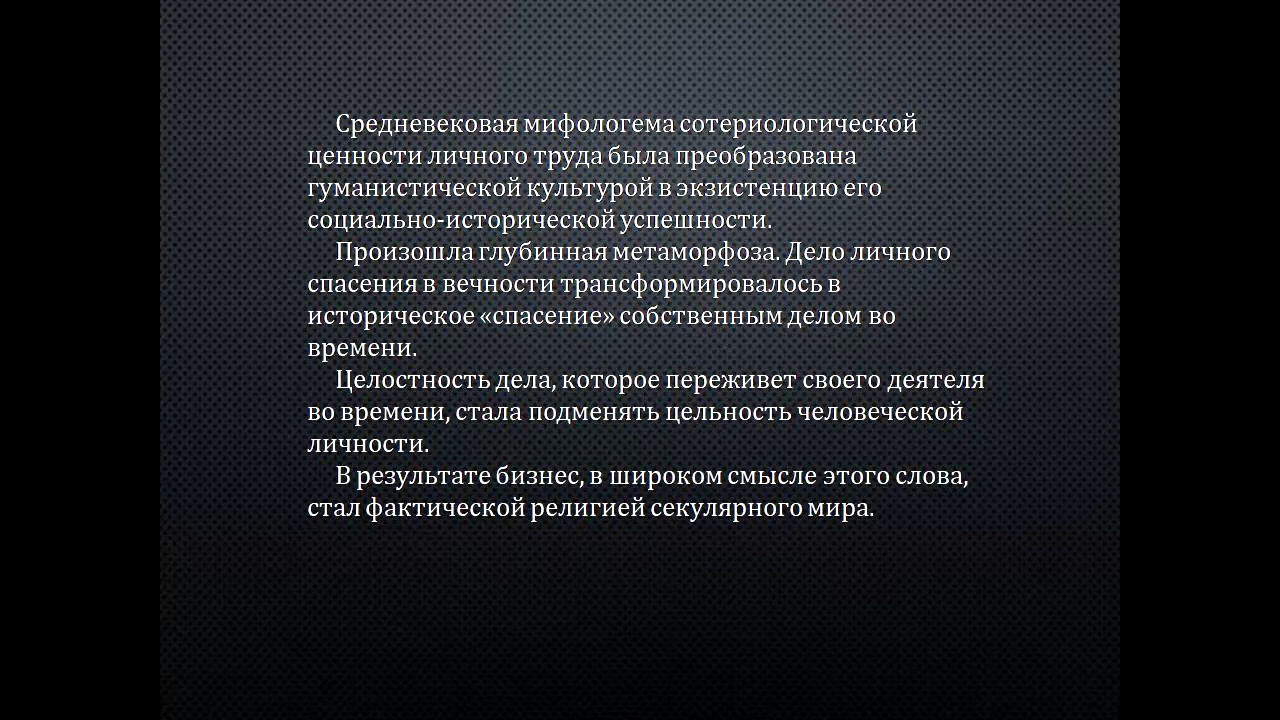 Средневековая мифологема сотериологической
ценности личного труда была преобразована
гуманистической культурой в экзистенцию его
социально-исторической успешности.
Произошла глубинная метаморфоза. Дело личного
спасения в вечности трансформировалось в
историческое «спасение» собственным делом во
времени.
Целостность дела, которое переживет своего деятеля
во времени, стала подменять цельность человеческой
личности.
В результате бизнес, в широком смысле этого слова,
стал фактической религией секулярного мира.